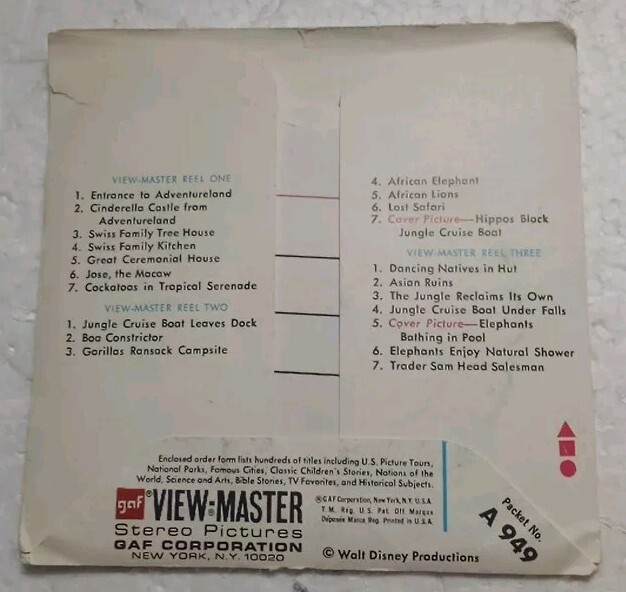 VIEW-MASTER REEL ONE
1. Entrance to Adventureland
2. Cinderella Castle from
Adventureland
3. Swiss Family Tree House
4. Swiss Family Kitchen
5. Great Ceremonial House
6. Jose, the Macaw
7. Cockatoos in Tropical Serenade
VIEW-MASTER REEL TWO
1. Jungle Cruise Boat Leaves Dock
2. Boa Constrictor
3. Gorillas Ransack Campsite
4. African Elephant
5. African Lions
6. Lost Safari
7. Cover Picture—Hippos Block
Jungle Cruise Boat
VIEW-MASTER REEL THREE
1. Dancing Natives in Hut
2. Asian Ruins
3. The Jungle Reclaims Its Own
4. Jungle Cruise Boat Under Falls
5. Cover Picture—Elephants
Bathing in Pool
6. Elephants Enjoy Natural Shower
7. Trader Sam Head Salesman
Enclosed order form lists hundreds of titles including U.S. Picture Tours,
National Parks, Famous Cities, Classic Children's Stories, Nations of the
World, Science and Arts, Bible Stories, TV Favorites, and Historical Subjects.
gaf ® VIEW-MASTER
Stereo Pictures
GAF CORPORATION
NEW YORK, N.Y. 10020
®GAF Corporation, New York, N.Y. U.S.A.
T.M. Reg. U.S. Pat. Off. Marque
Déposée Marca Reg. Printed in U.S.A.
© Walt Disney Productions
Packet No.
A 949